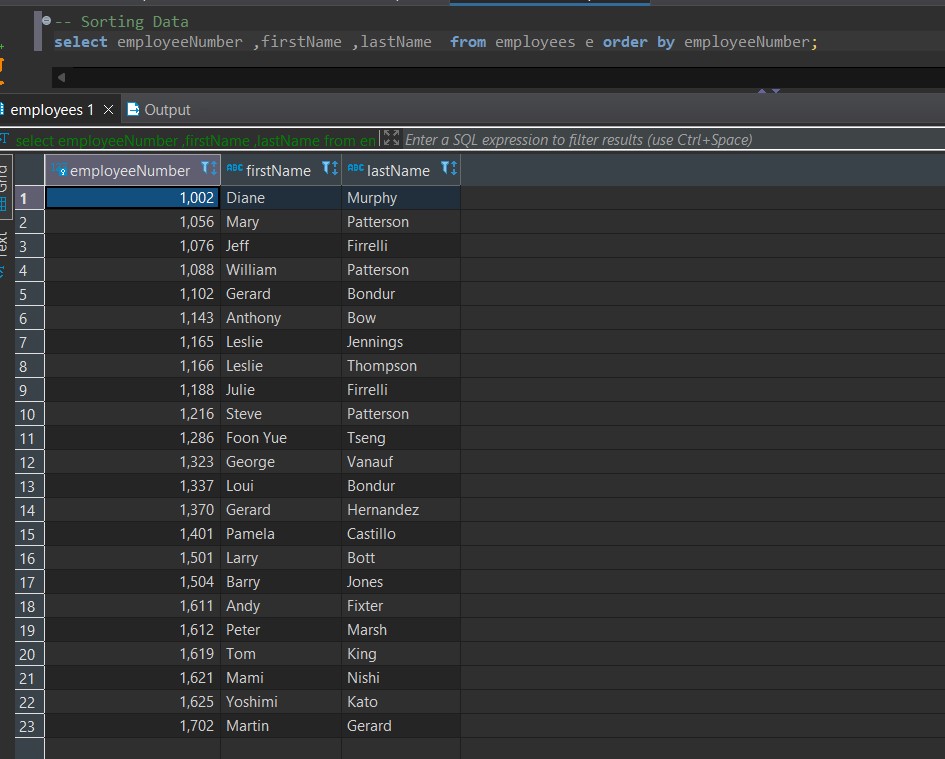 -- Sorting Data
select employeeNumber ,firstName ,lastName from employees e order by employeeNumber;
employees 1 Output
select employeeNumber ,firstName ,lastName from en Enter a SQL expression to filter results (use Ctrl+Space)
Grid
Text
employeeNumber ABC firstName ABC lastName
1 1,002 Diane Murphy
2 1,056 Mary Patterson
3 1,076 Jeff Firrelli
4 1,088 William Patterson
5 1,102 Gerard Bondur
6 1,143 Anthony Bow
7 1,165 Leslie Jennings
8 1,166 Leslie Thompson
9 1,188 Julie Firrelli
10 1,216 Steve Patterson
11 1,286 Foon Yue Tseng
12 1,323 George Vanauf
13 1,337 Loui Bondur
14 1,370 Gerard Hernandez
15 1,401 Pamela Castillo
16 1,501 Larry Bott
17 1,504 Barry Jones
18 1,611 Andy Fixter
19 1,612 Peter Marsh
20 1,619 Tom King
21 1,621 Mami Nishi
22 1,625 Yoshimi Kato
23 1,702 Martin Gerard